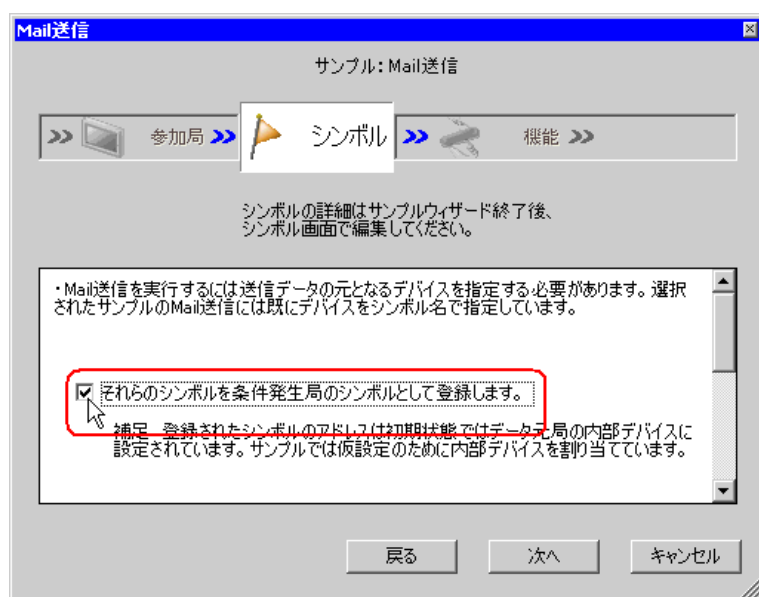 Mail送信
サンプル：Mail送信
参加局
シンボル
機能
シンボルの詳細はサンプルウィザード終了後、
シンボル画面で編集してください。
・Mail送信を実行するには送信データの元となるデバイスを指定する必要があります。選択
されたサンプルのMail送信には既にデバイスをシンボル名で指定しています。
それらのシンボルを条件発生局のシンボルとして登録します。
補足 登録されたシンボルのアドレスは初期状態ではデータ元局の内部デバイスに
設定されています。サンプルでは仮設定のために内部デバイスを割り当てています。
戻る
次へ
キャンセル